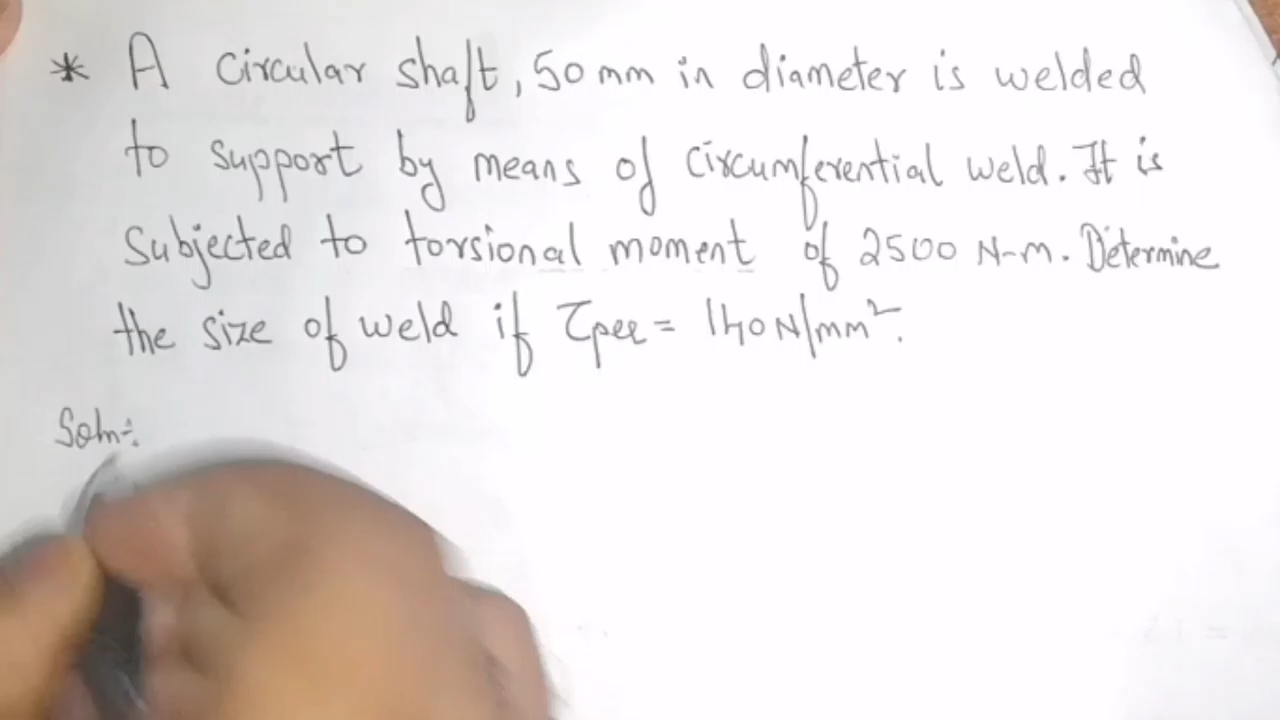 * A circular shaft, 50 mm in diameter is welded
to support by means of circumferential weld. It is
subjected to torsional moment of 2500 N-m. Determine
the size of weld if τper = 140 N/mm².
Soln:-